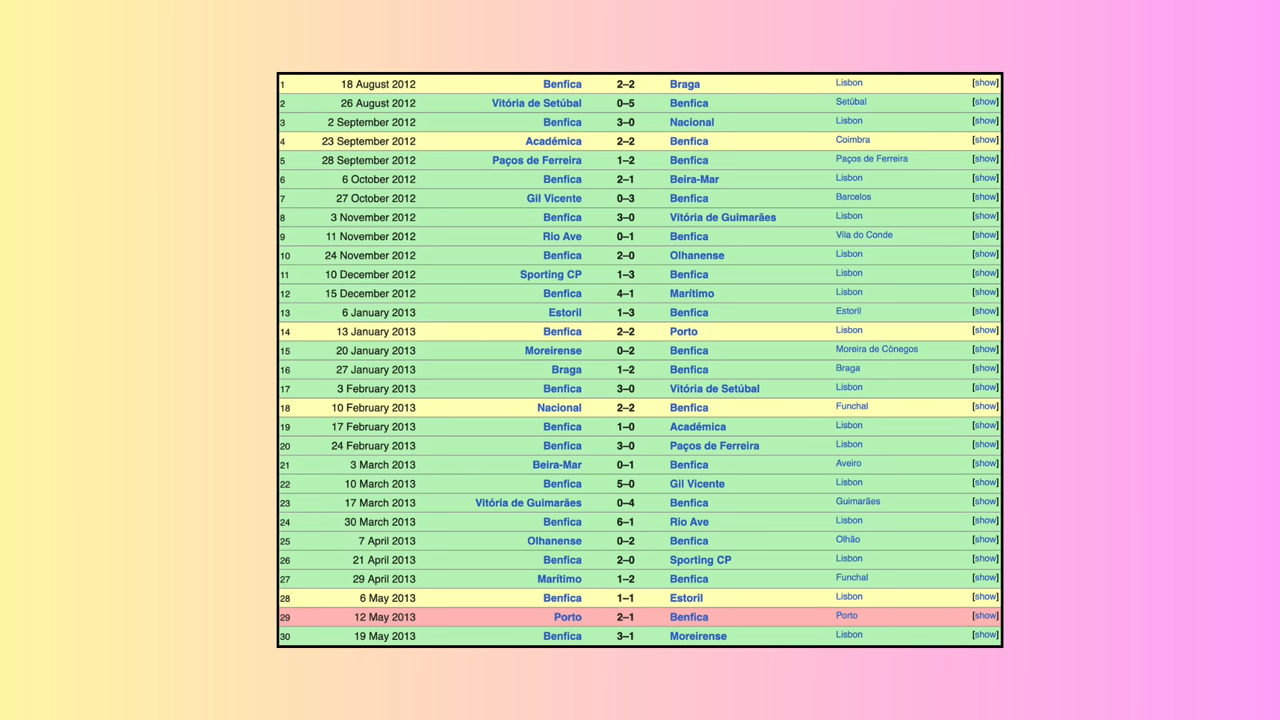 1 18 August 2012 Benfica 2–2 Braga Lisbon [show]
2 26 August 2012 Vitória de Setúbal 0–5 Benfica Setúbal [show]
3 2 September 2012 Benfica 3–0 Nacional Lisbon [show]
4 23 September 2012 Académica 2–2 Benfica Coimbra [show]
5 28 September 2012 Paços de Ferreira 1–2 Benfica Paços de Ferreira [show]
6 6 October 2012 Benfica 2–1 Beira-Mar Lisbon [show]
7 27 October 2012 Gil Vicente 0–3 Benfica Barcelos [show]
8 3 November 2012 Benfica 3–0 Vitória de Guimarães Lisbon [show]
9 11 November 2012 Rio Ave 0–1 Benfica Vila do Conde [show]
10 24 November 2012 Benfica 2–0 Olhanense Lisbon [show]
11 10 December 2012 Sporting CP 1–3 Benfica Lisbon [show]
12 15 December 2012 Benfica 4–1 Marítimo Lisbon [show]
13 6 January 2013 Estoril 1–3 Benfica Estoril [show]
14 13 January 2013 Benfica 2–2 Porto Lisbon [show]
15 20 January 2013 Moreirense 0–2 Benfica Moreira de Cónegos [show]
16 27 January 2013 Braga 1–2 Benfica Braga [show]
17 3 February 2013 Benfica 3–0 Vitória de Setúbal Lisbon [show]
18 10 February 2013 Nacional 2–2 Benfica Funchal [show]
19 17 February 2013 Benfica 1–0 Académica Lisbon [show]
20 24 February 2013 Benfica 3–0 Paços de Ferreira Lisbon [show]
21 3 March 2013 Beira-Mar 0–1 Benfica Aveiro [show]
22 10 March 2013 Benfica 5–0 Gil Vicente Lisbon [show]
23 17 March 2013 Vitória de Guimarães 0–4 Benfica Guimarães [show]
24 30 March 2013 Benfica 6–1 Rio Ave Lisbon [show]
25 7 April 2013 Olhanense 0–2 Benfica Olhão [show]
26 21 April 2013 Benfica 2–0 Sporting CP Lisbon [show]
27 29 April 2013 Marítimo 1–2 Benfica Funchal [show]
28 6 May 2013 Benfica 1–1 Estoril Lisbon [show]
29 12 May 2013 Porto 2–1 Benfica Porto [show]
30 19 May 2013 Benfica 3–1 Moreirense Lisbon [show]